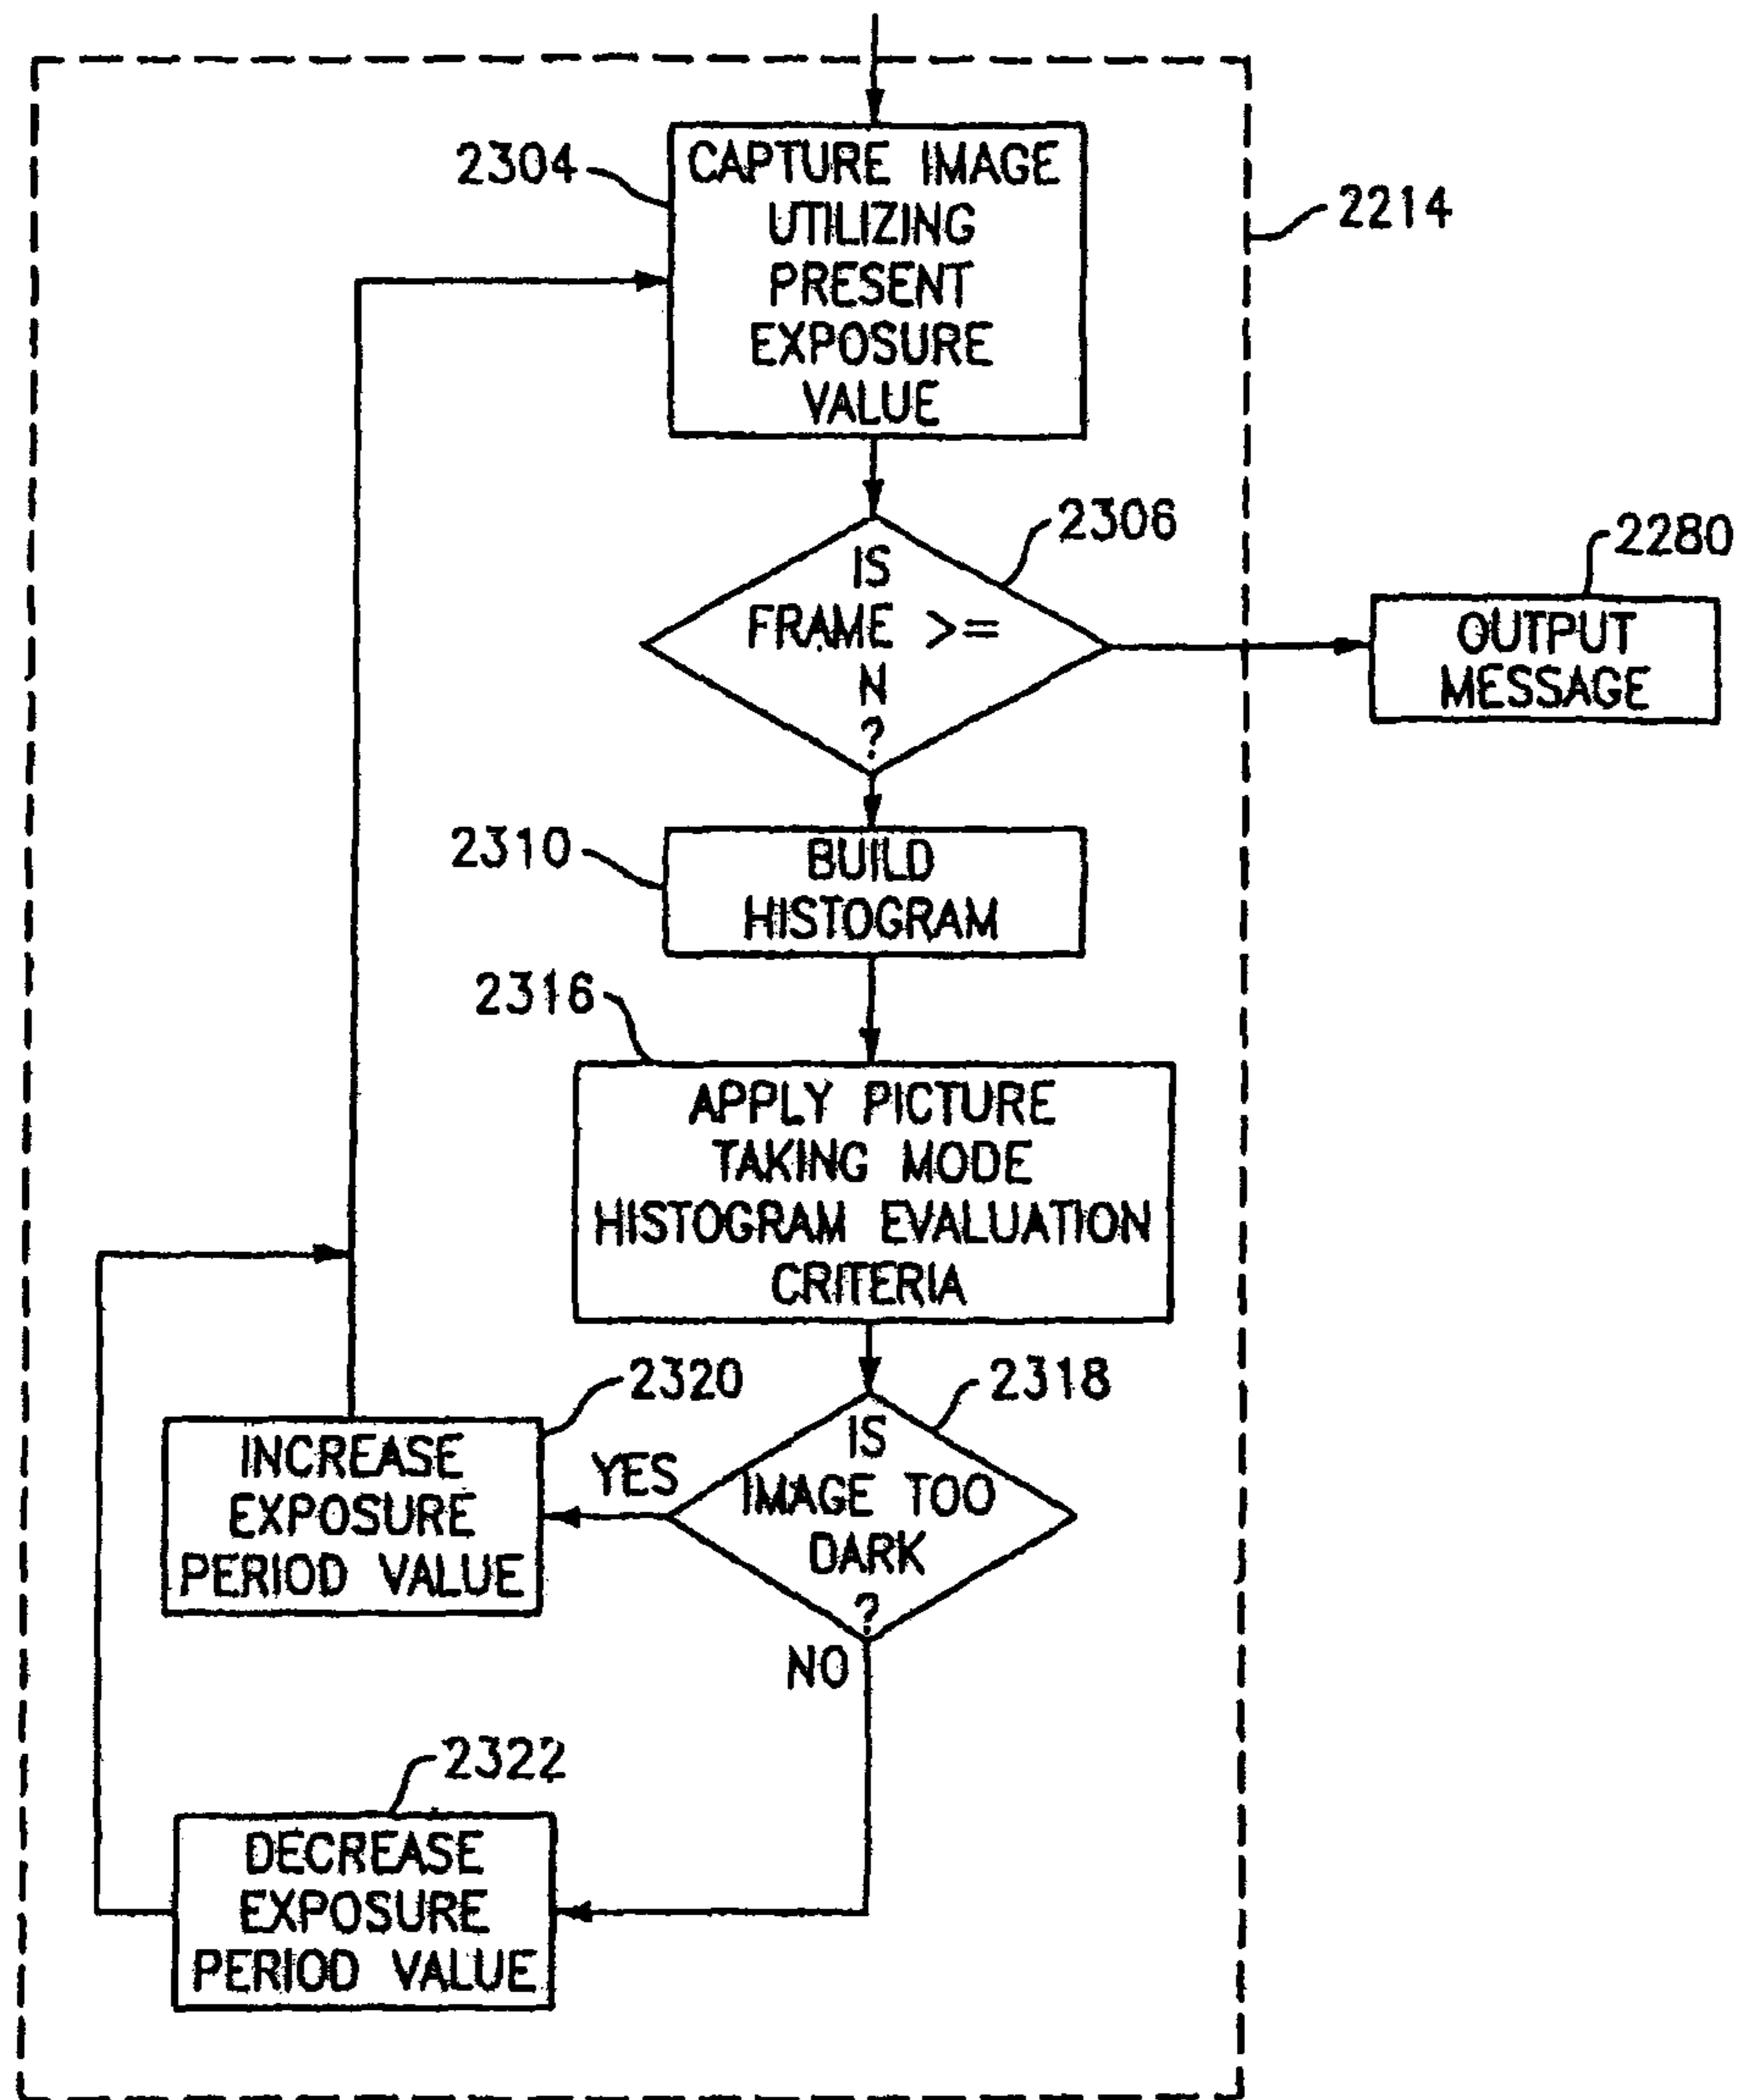 2304
CAPTURE IMAGE
UTILIZING
PRESENT
EXPOSURE
VALUE
2214
2306
IS
FRAME >=
N
?
2280
OUTPUT
MESSAGE
2310
BUILD
HISTOGRAM
2316
APPLY PICTURE
TAKING MODE
HISTOGRAM EVALUATION
CRITERIA
2320
2318
IS
IMAGE TOO
DARK
?
YES
NO
INCREASE
EXPOSURE
PERIOD VALUE
2322
DECREASE
EXPOSURE
PERIOD VALUE